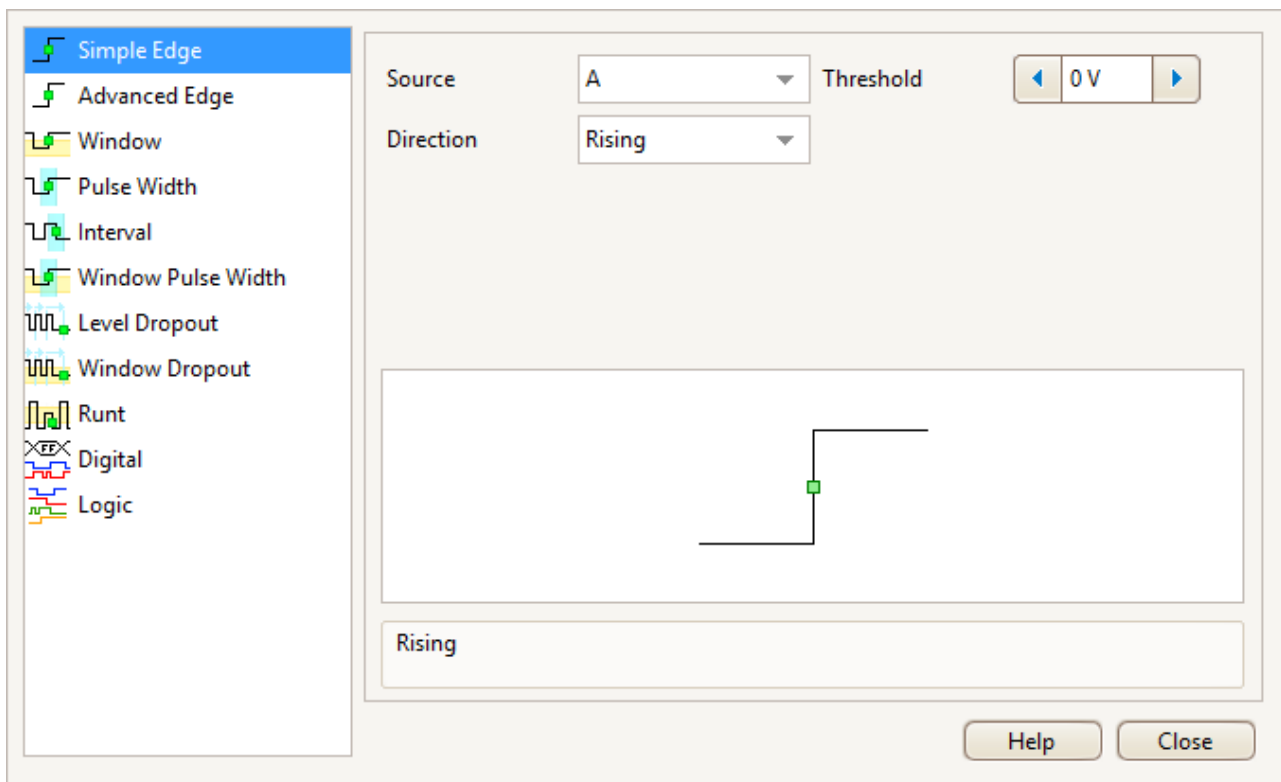 Simple Edge
Advanced Edge
Window
Pulse Width
Interval
Window Pulse Width
Level Dropout
Window Dropout
Runt
FF
Digital
Logic
Source A Threshold 0 V
Direction Rising
Rising
Help Close